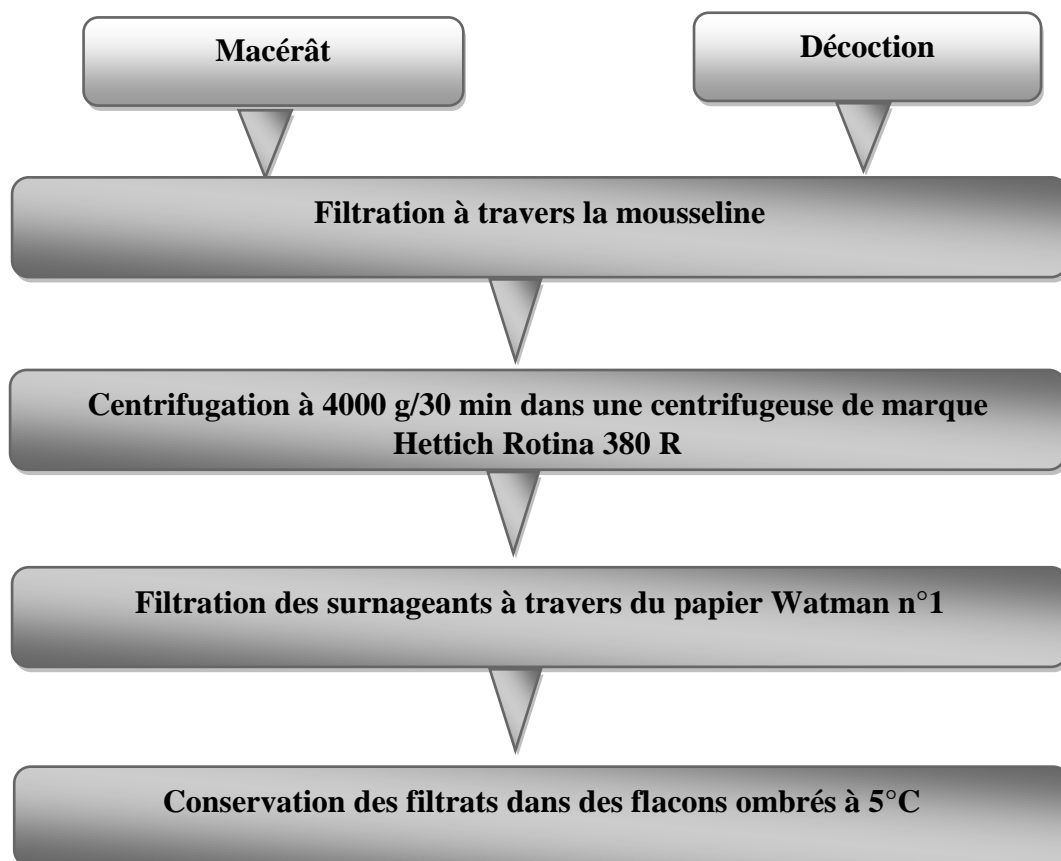 Macérât
Décoction
Filtration à travers la mousseline
Centrifugation à 4000 g/30 min dans une centrifugeuse de marque
Hettich Rotina 380 R
Filtration des surnageants à travers du papier Watman n°1
Conservation des filtrats dans des flacons ombrés à 5°C